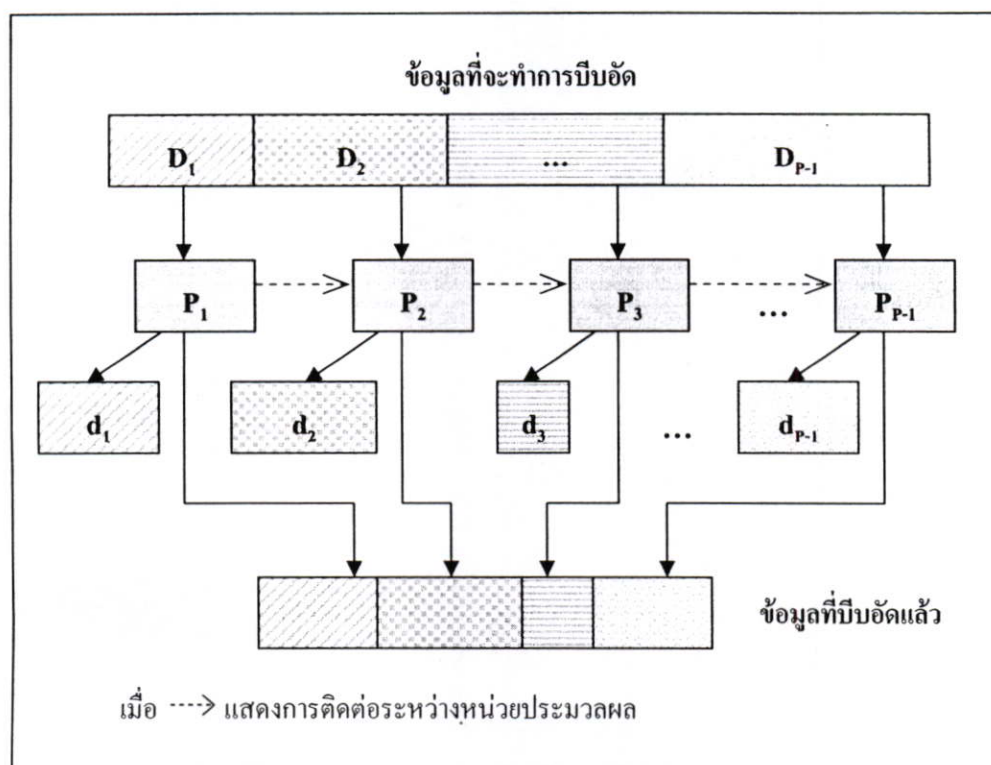 ข้อมูลที่จะทำการบีบอัด
D₁ D₂ ... D_P-1
P₁ P₂ P₃ ... P_P-1
d₁ d₂ d₃ ... d_P-1
ข้อมูลที่บีบอัดแล้ว
เมื่อ ----> แสดงการติดต่อระหว่างหน่วยประมวลผล